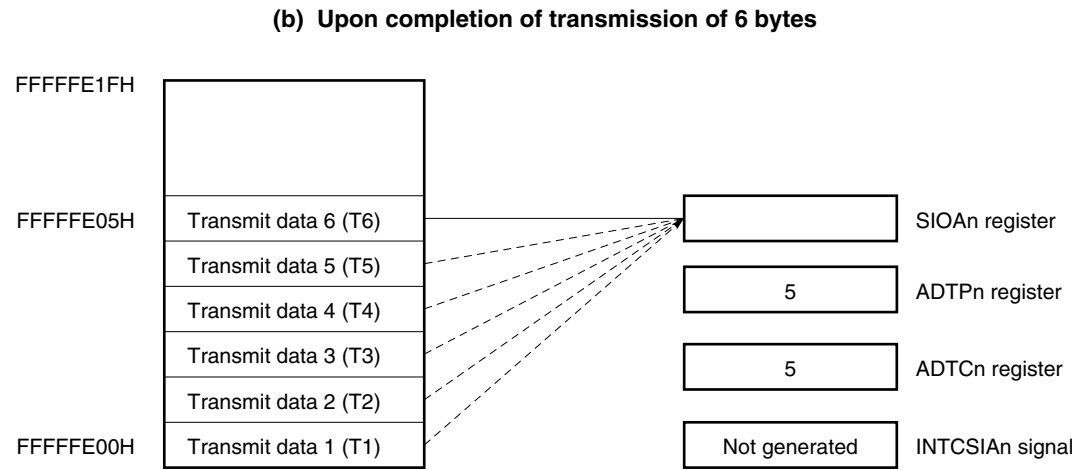 (b) Upon completion of transmission of 6 bytes
FFFFFE1FH
FFFFFE05H Transmit data 6 (T6) SIOAn register
Transmit data 5 (T5)
5 ADTPn register
Transmit data 4 (T4)
Transmit data 3 (T3)
5 ADTCn register
Transmit data 2 (T2)
FFFFFE00H Transmit data 1 (T1) Not generated INTCSIAn signal